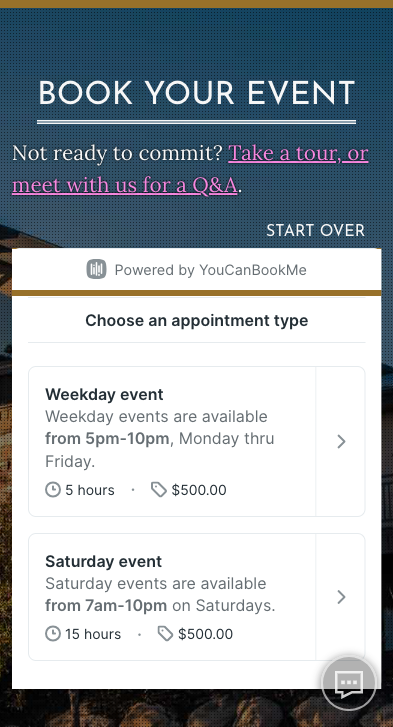 BOOK YOUR EVENT
Not ready to commit? Take a tour, or
meet with us for a Q&A.
START OVER
Powered by YouCanBookMe
Choose an appointment type
Weekday event
Weekday events are available
from 5pm-10pm, Monday thru
Friday.
5 hours · $500.00
Saturday event
Saturday events are available
from 7am-10pm on Saturdays.
15 hours · $500.00